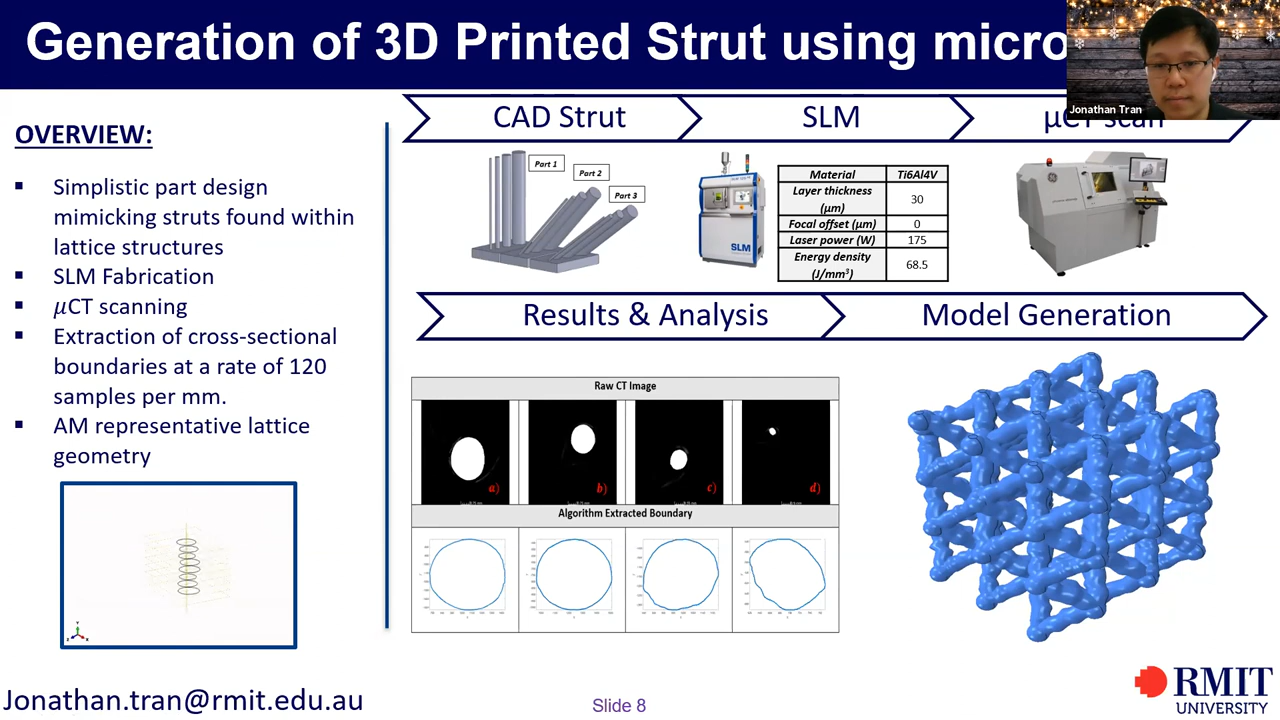 Generation of 3D Printed Strut using micro
Jonathan Tran
OVERVIEW:
▪ Simplistic part design
mimicking struts found within
lattice structures
▪ SLM Fabrication
▪ 𝜇CT scanning
▪ Extraction of cross-sectional
boundaries at a rate of 120
samples per mm.
▪ AM representative lattice
geometry
CAD Strut
SLM
µCT scan
Part 1
Part 2
Part 3
SLM
Material Ti6Al4V
Layer thickness
(µm) 30
Focal offset (µm) 0
Laser power (W) 175
Energy density
(J/mm³) 68.5
Results & Analysis
Model Generation
Raw CT Image
a) b) c) d)
Algorithm Extracted Boundary
Jonathan.tran@rmit.edu.au
Slide 8
RMIT
UNIVERSITY